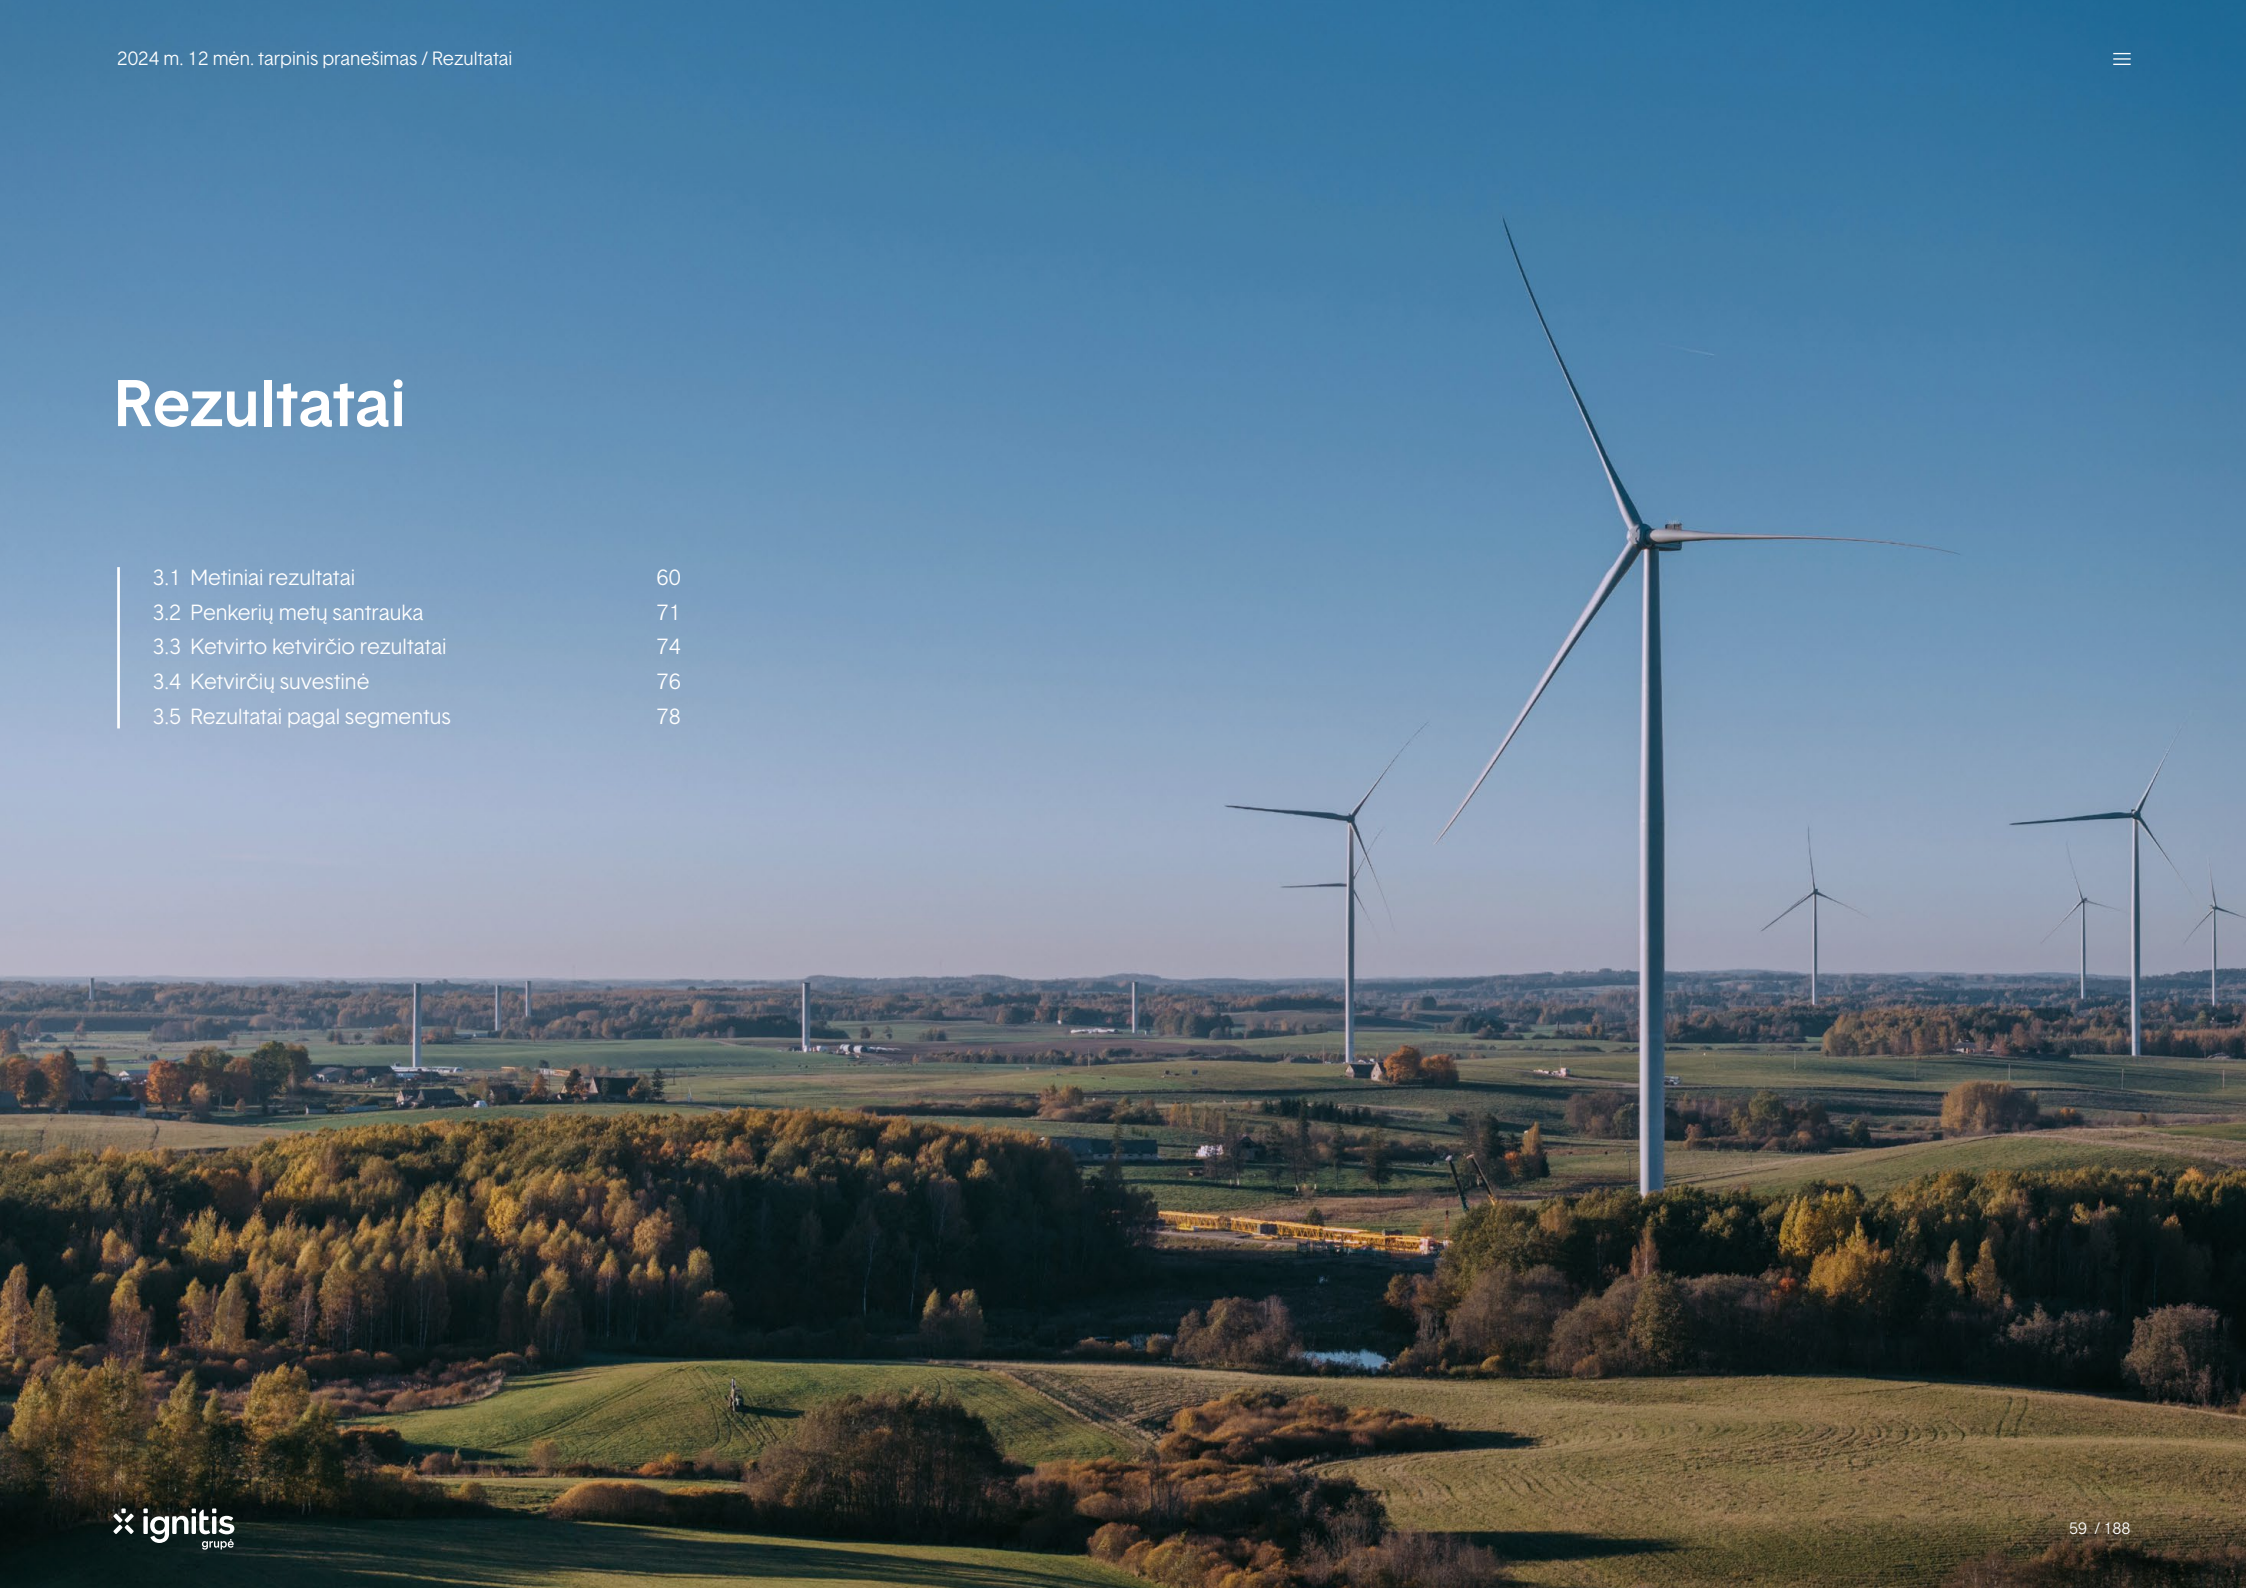 2024 m. 12 mėn. tarpinis pranešimas / Rezultatai
Rezultatai
3.1 Metiniai rezultatai 60
3.2 Penkerių metų santrauka 71
3.3 Ketvirto ketvirčio rezultatai 74
3.4 Ketvirčių suvestinė 76
3.5 Rezultatai pagal segmentus 78
ignitis
grupė
59 / 188